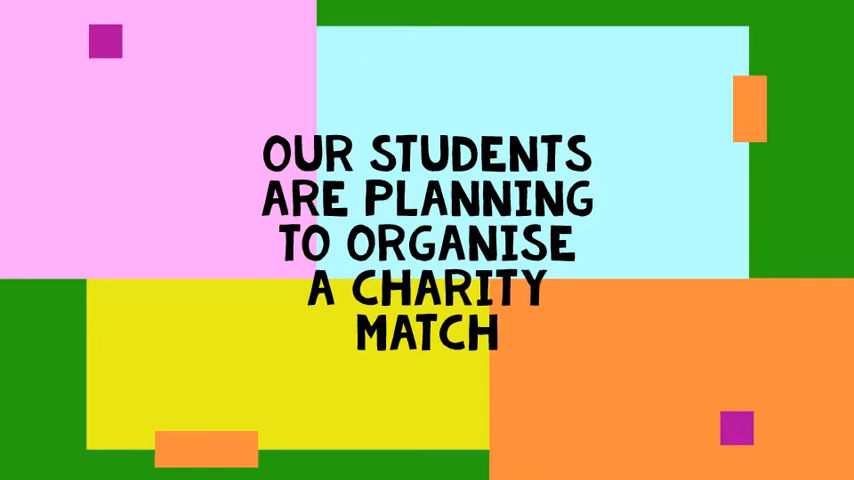 OUR STUDENTS
ARE PLANNING
TO ORGANISE
A CHARITY
MATCH